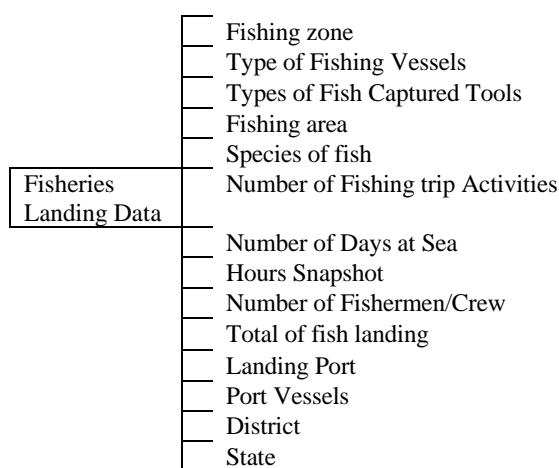 Fishing zone
Type of Fishing Vessels
Types of Fish Captured Tools
Fishing area
Species of fish
Fisheries
Landing Data
Number of Fishing trip Activities
Number of Days at Sea
Hours Snapshot
Number of Fishermen/Crew
Total of fish landing
Landing Port
Port Vessels
District
State